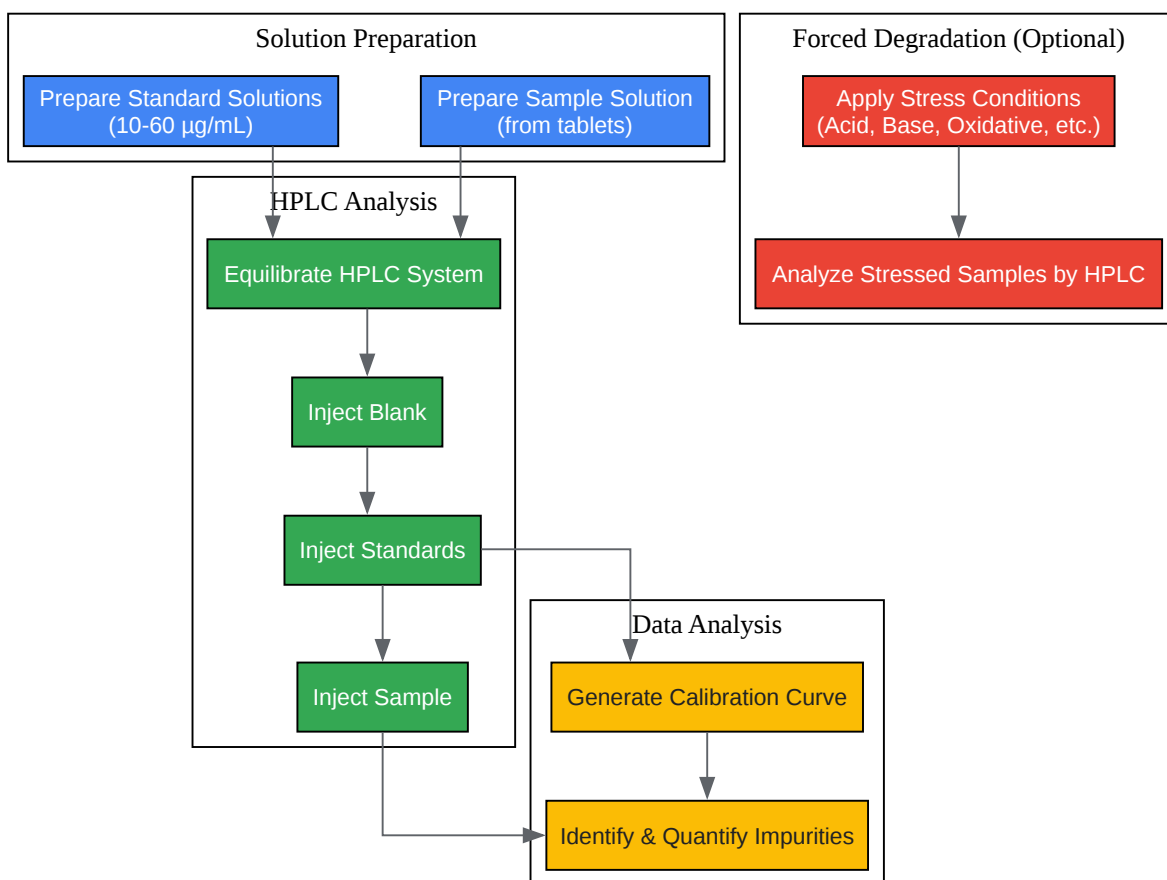 Solution Preparation
Prepare Standard Solutions
(10-60 µg/mL)
Prepare Sample Solution
(from tablets)
Forced Degradation (Optional)
Apply Stress Conditions
(Acid, Base, Oxidative, etc.)
Analyze Stressed Samples by HPLC
HPLC Analysis
Equilibrate HPLC System
Inject Blank
Inject Standards
Inject Sample
Data Analysis
Generate Calibration Curve
Identify & Quantify Impurities